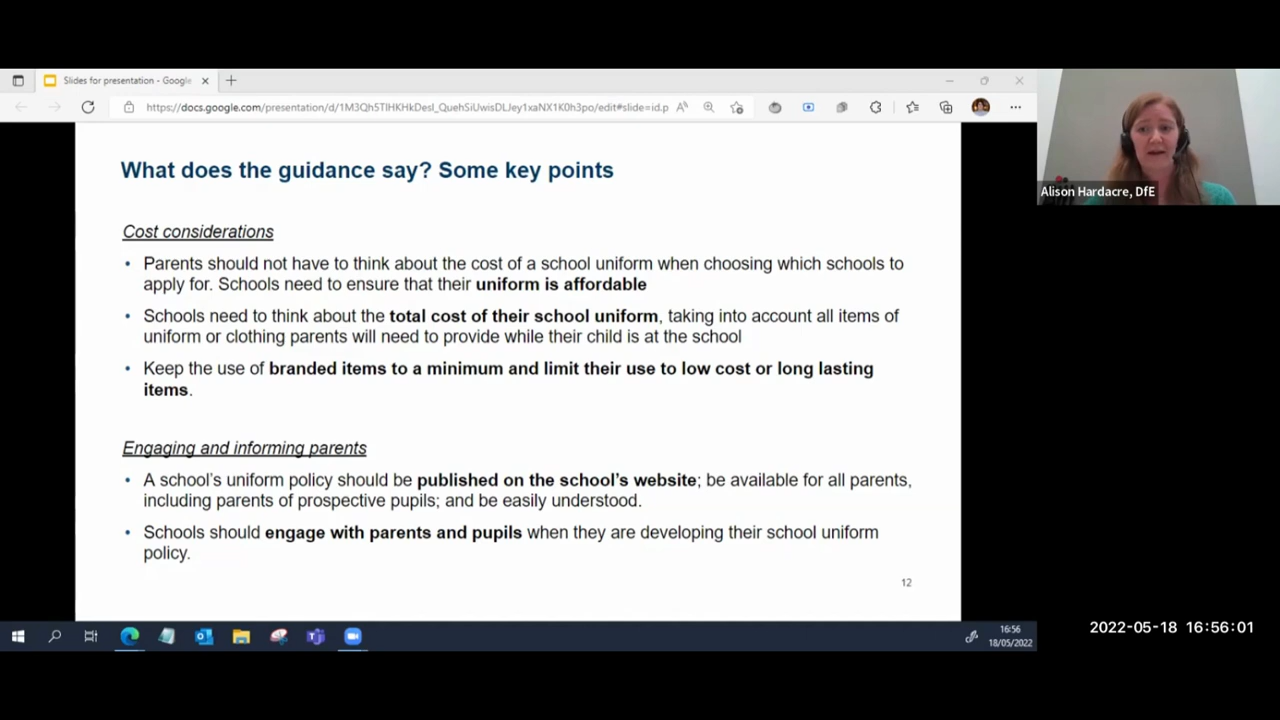 Slides for presentation - Google
https://docs.google.com/presentation/d/1M3Qh5TIHKHkDesl_QuehSiUwisDLJey1xaNX1K0h3po/edit#slide=id.p
What does the guidance say? Some key points
Cost considerations
• Parents should not have to think about the cost of a school uniform when choosing which schools to
apply for. Schools need to ensure that their uniform is affordable
• Schools need to think about the total cost of their school uniform, taking into account all items of
uniform or clothing parents will need to provide while their child is at the school
• Keep the use of branded items to a minimum and limit their use to low cost or long lasting
items.
Engaging and informing parents
• A school’s uniform policy should be published on the school’s website; be available for all parents,
including parents of prospective pupils; and be easily understood.
• Schools should engage with parents and pupils when they are developing their school uniform
policy.
12
Alison Hardacre, DfE
16:56
18/05/2022
2022-05-18 16:56:01